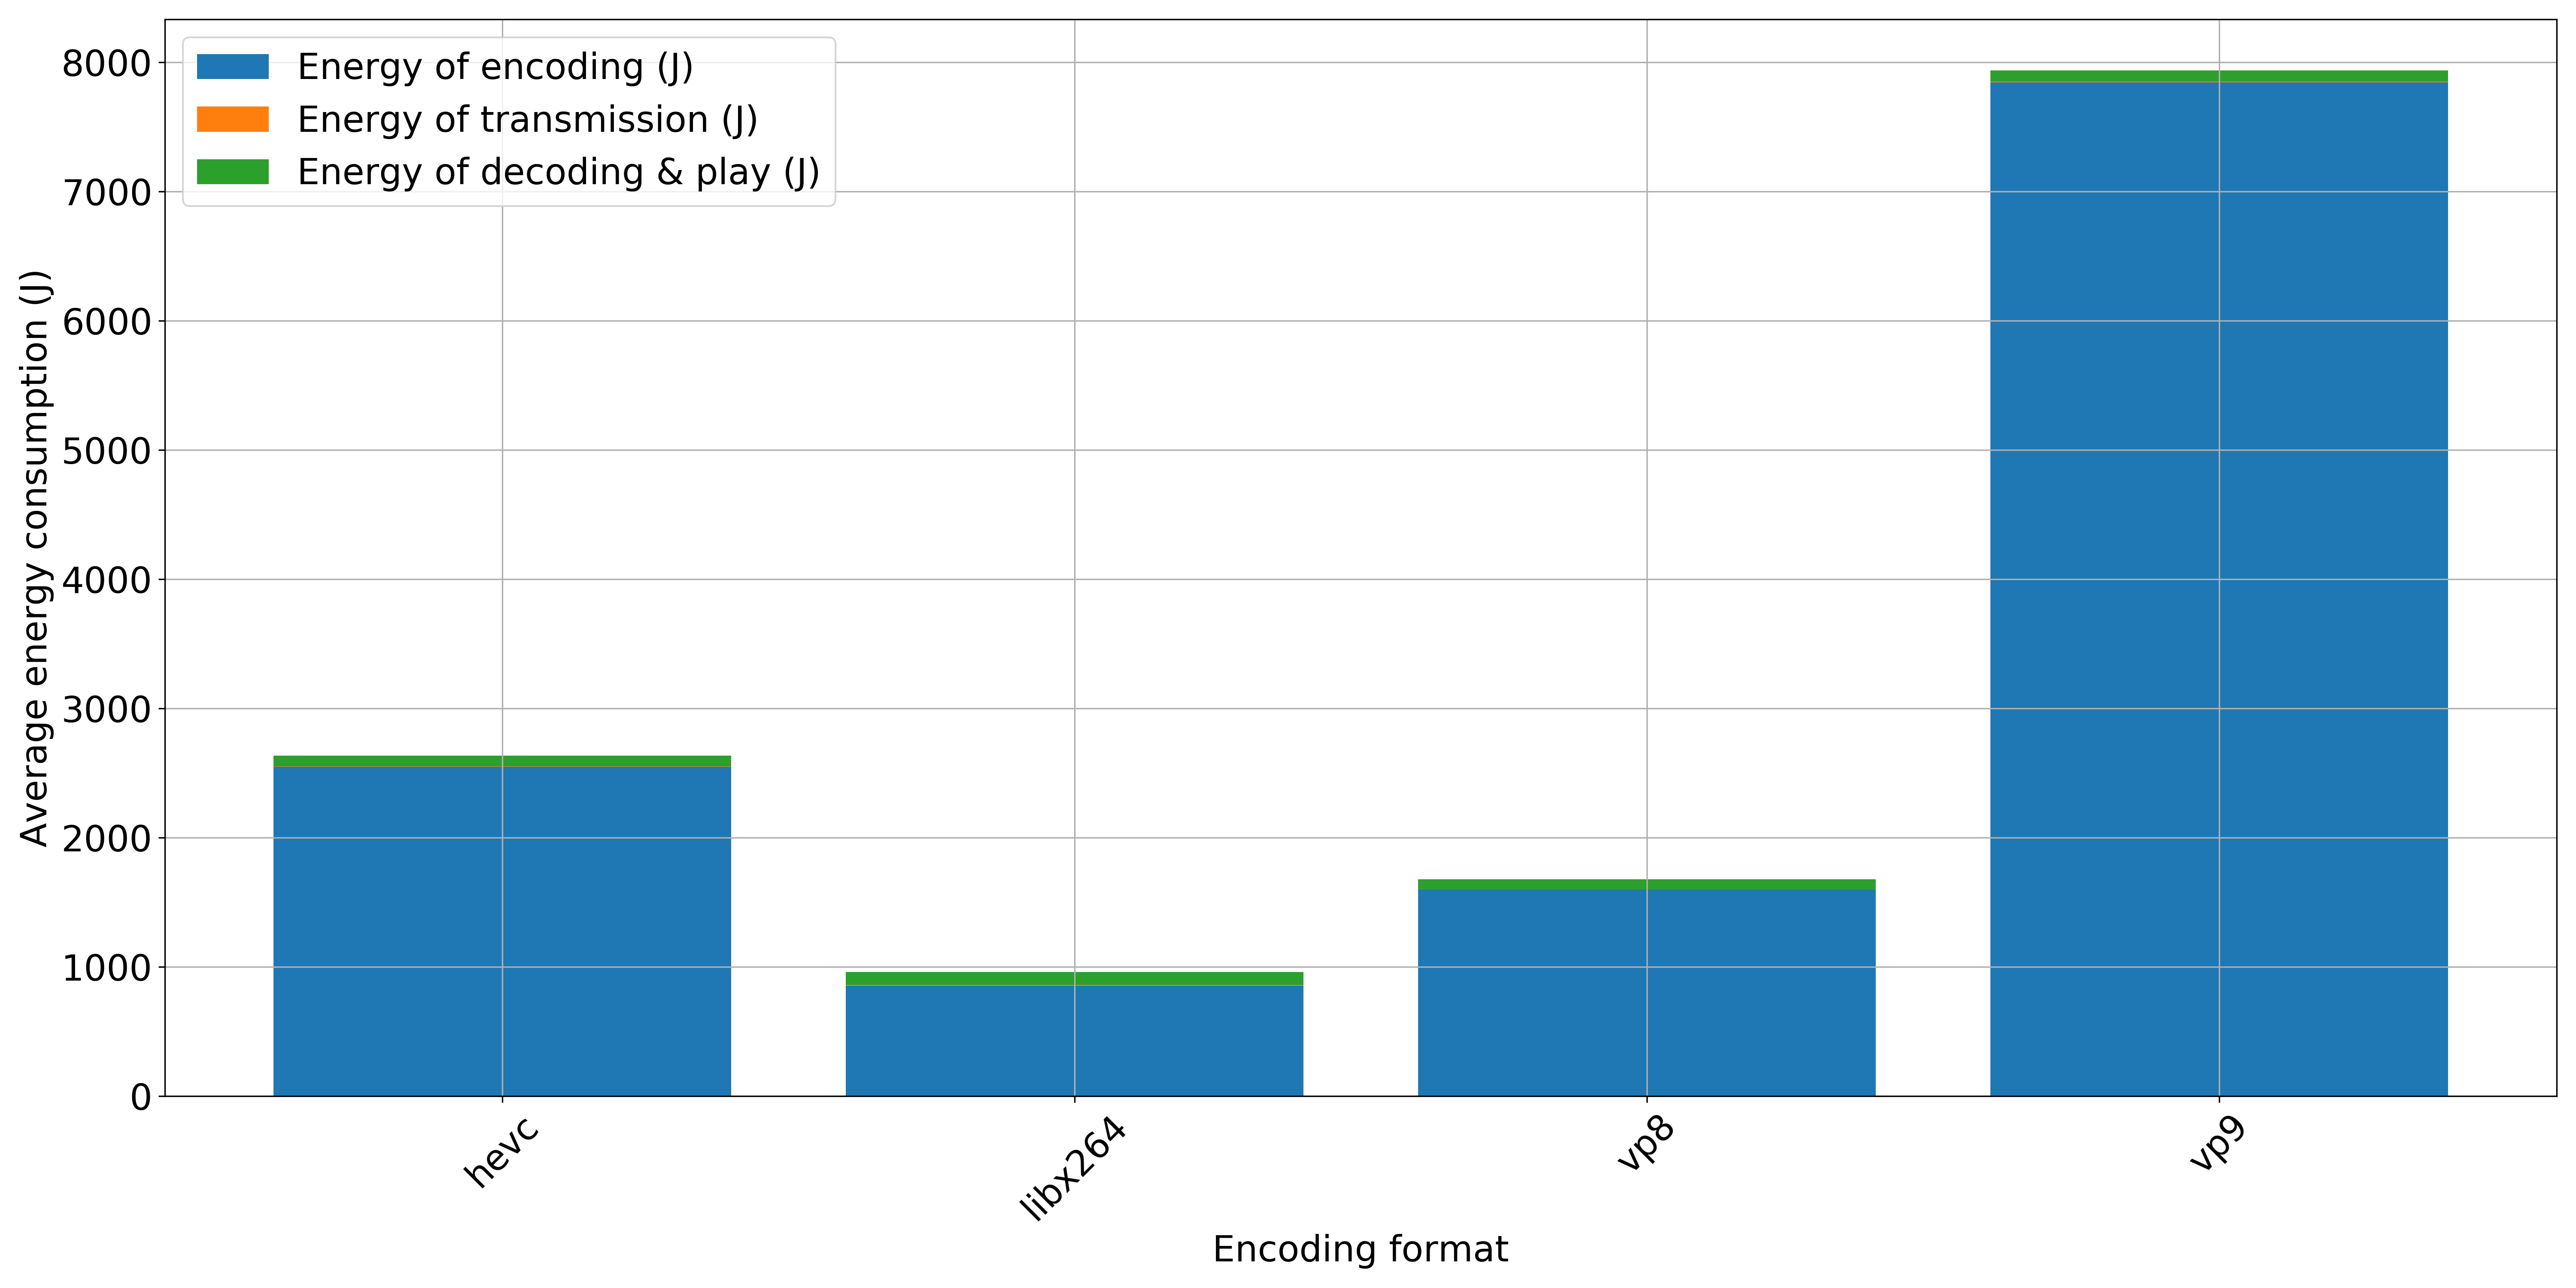 Energy of encoding (J)
Energy of transmission (J)
Energy of decoding & play (J)
Average energy consumption (J)
8000
7000
6000
5000
4000
3000
2000
1000
0
hevc
libx264
vp8
vp9
Encoding format